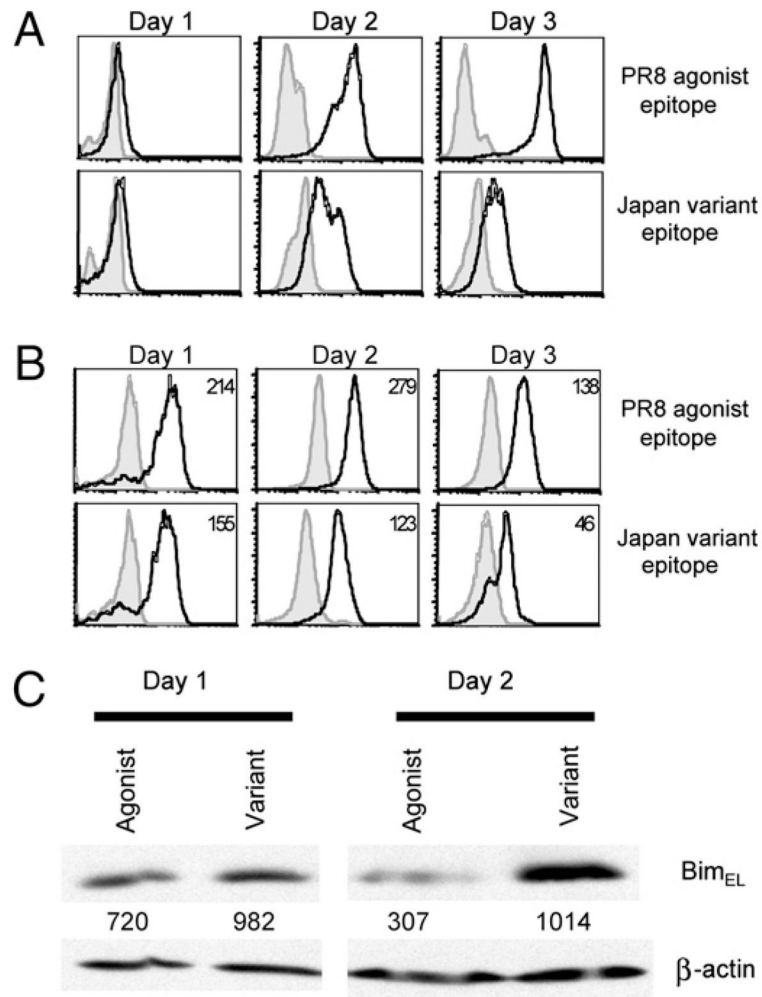 A
Day 1 Day 2 Day 3
PR8 agonist
epitope
Japan variant
epitope
B
Day 1 Day 2 Day 3
214 279 138
PR8 agonist
epitope
155 123 46
Japan variant
epitope
C
Day 1 Day 2
Agonist Variant Agonist Variant
BimEL
720 982 307 1014
β-actin